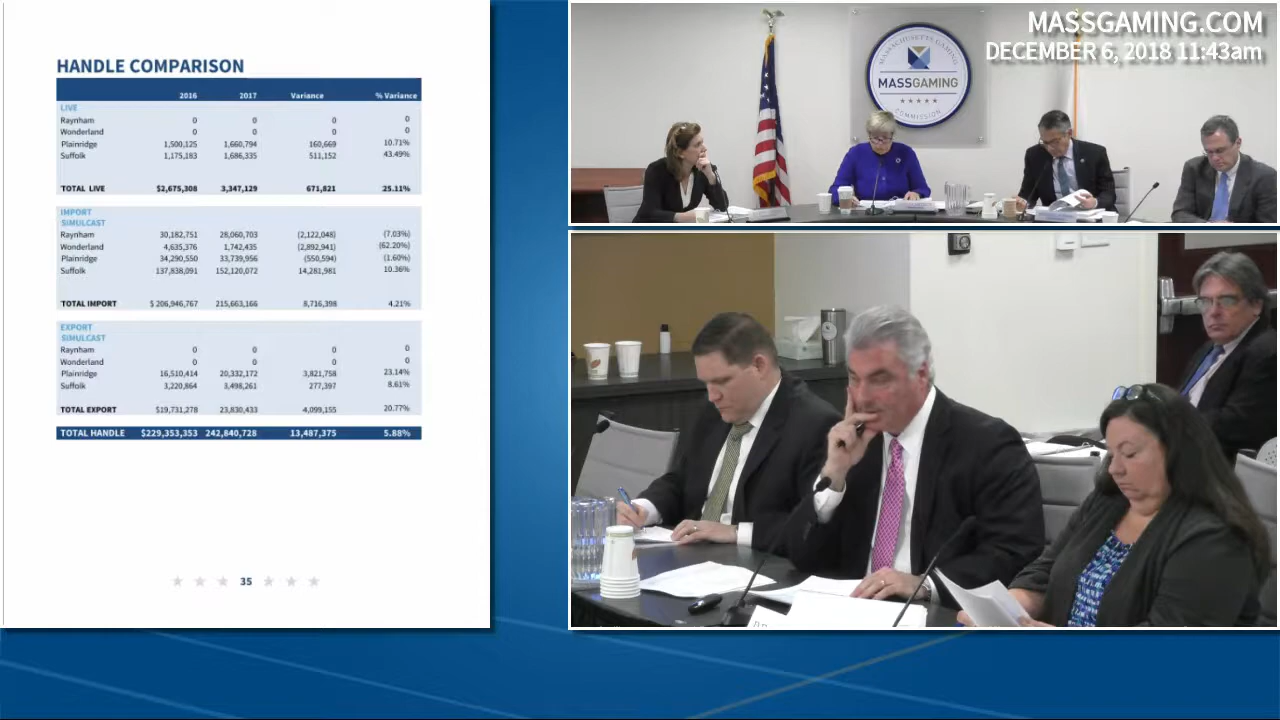 HANDLE COMPARISON
2016 2017 Variance % Variance
LIVE
Raynham 0 0 0 0
Wonderland 0 0 0 0
Plainridge 1,500,125 1,660,794 160,669 10.71%
Suffolk 1,175,183 1,686,335 511,152 43.49%
TOTAL LIVE $2,675,308 3,347,129 671,821 25.11%
IMPORT
SIMULCAST
Raynham 30,182,751 28,060,703 (2,122,048) (7.03%)
Wonderland 4,635,376 1,742,435 (2,892,941) (62.20%)
Plainridge 34,290,550 33,739,956 (550,594) (1.60%)
Suffolk 137,838,091 152,120,072 14,281,981 10.36%
TOTAL IMPORT $ 206,946,767 215,663,166 8,716,398 4.21%
EXPORT
SIMULCAST
Raynham 0 0 0 0
Wonderland 0 0 0 0
Plainridge 16,510,414 20,332,172 3,821,758 23.14%
Suffolk 3,220,864 3,498,261 277,397 8.61%
TOTAL EXPORT $19,731,278 23,830,433 4,099,155 20.77%
TOTAL HANDLE $229,353,353 242,840,728 13,487,375 5.88%
35
MASSGAMING.COM
DECEMBER 6, 2018 11:43am
MASSACHUSETTS GAMING
MASSGAMING
COMMISSION